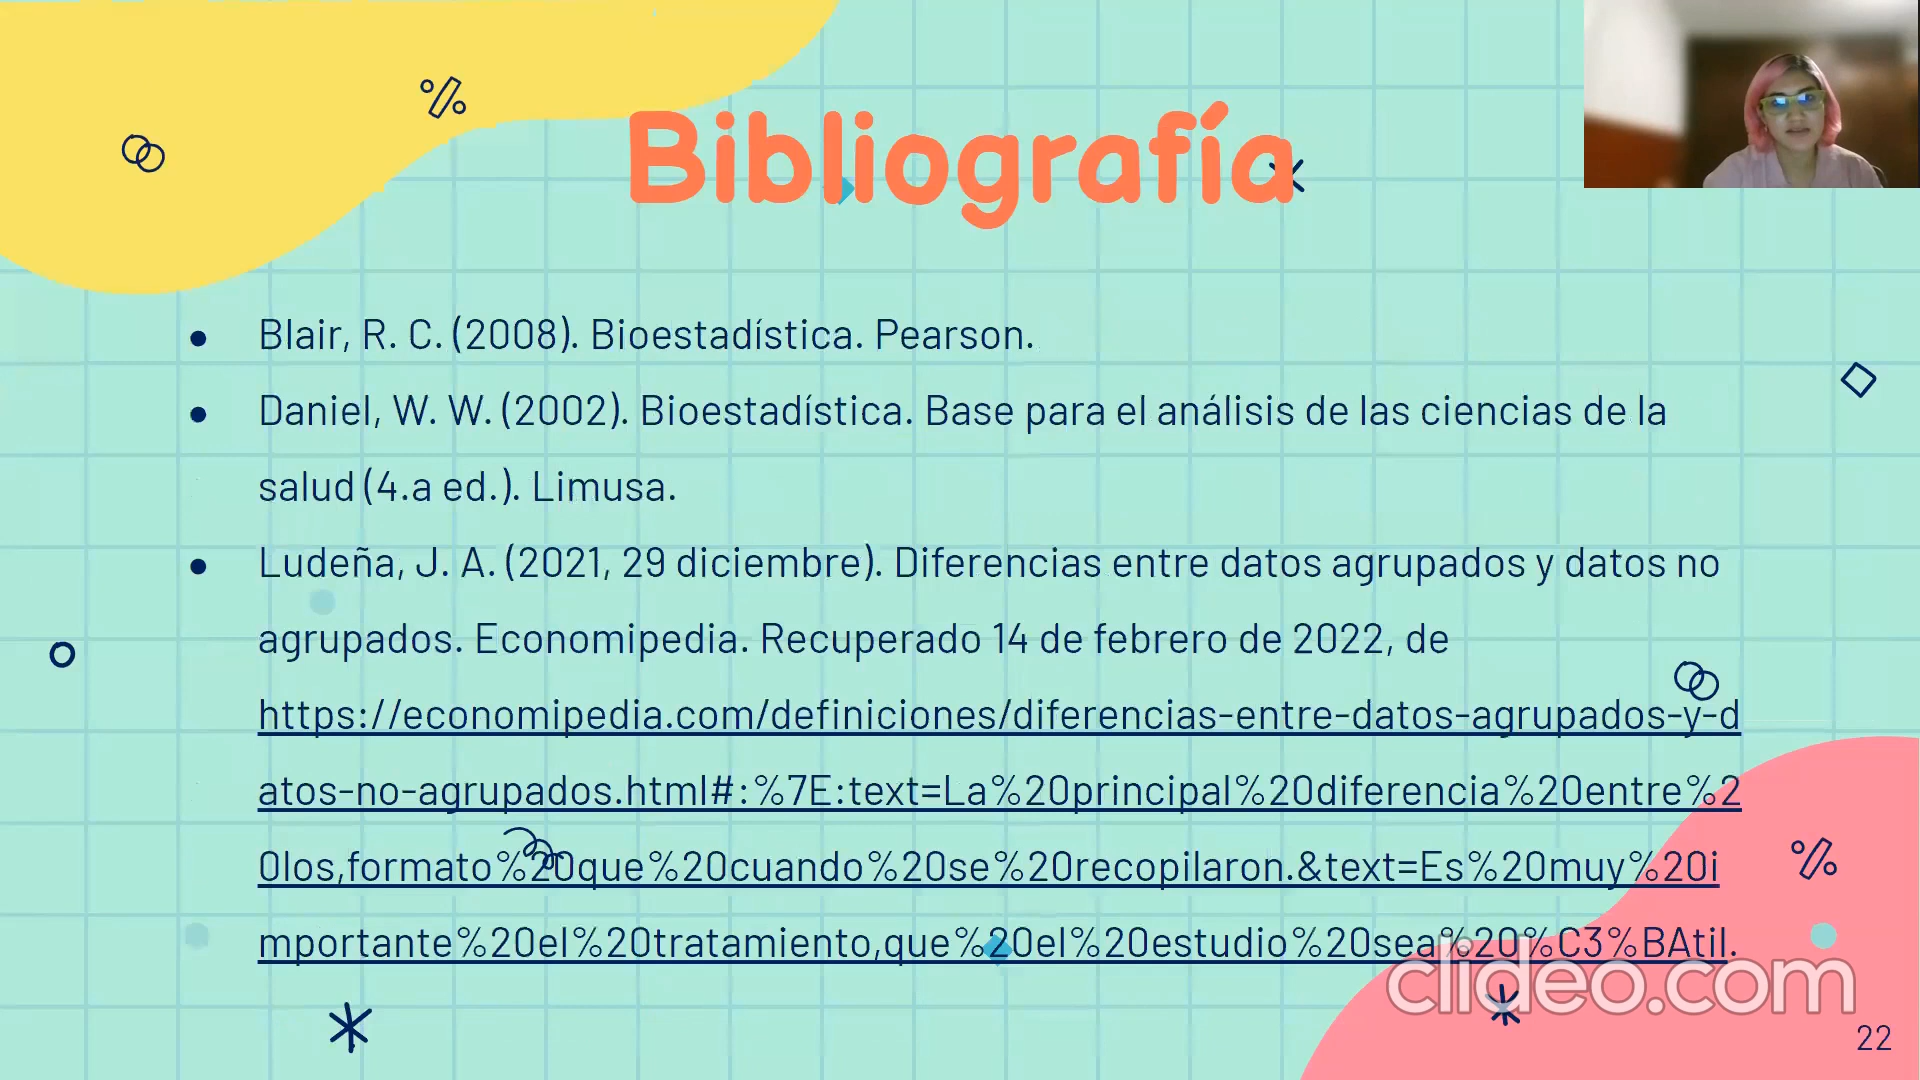 Bibliografía
Blair, R. C. (2008). Bioestadística. Pearson.
Daniel, W. W. (2002). Bioestadística. Base para el análisis de las ciencias de la
salud (4.a ed.). Limusa.
Ludeña, J. A. (2021, 29 diciembre). Diferencias entre datos agrupados y datos no
agrupados. Economipedia. Recuperado 14 de febrero de 2022, de
https://economipedia.com/definiciones/diferencias-entre-datos-agrupados-y-d
atos-no-agrupados.html#:%7E:text=La%20principal%20diferencia%20entre%2
0los,formato%20que%20cuando%20se%20recopilaron.&text=Es%20muy%20i
mportante%20el%20tratamiento,que%20el%20estudio%20sea%20%C3%BAtil.
clideo.com
22